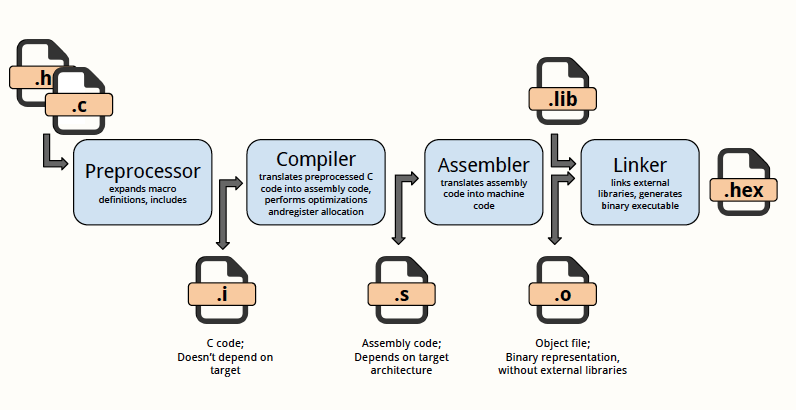 .h
.c
.lib
Preprocessor
expands macro
definitions, includes
Compiler
translates preprocessed C
code into assembly code,
performs optimizations
andregister allocation
Assembler
translates assembly
code into machine
code
Linker
links external
libraries, generates
binary executable
.hex
.i
C code;
Doesn't depend on
target
.s
Assembly code;
Depends on target
architecture
.o
Object file;
Binary representation,
without external libraries